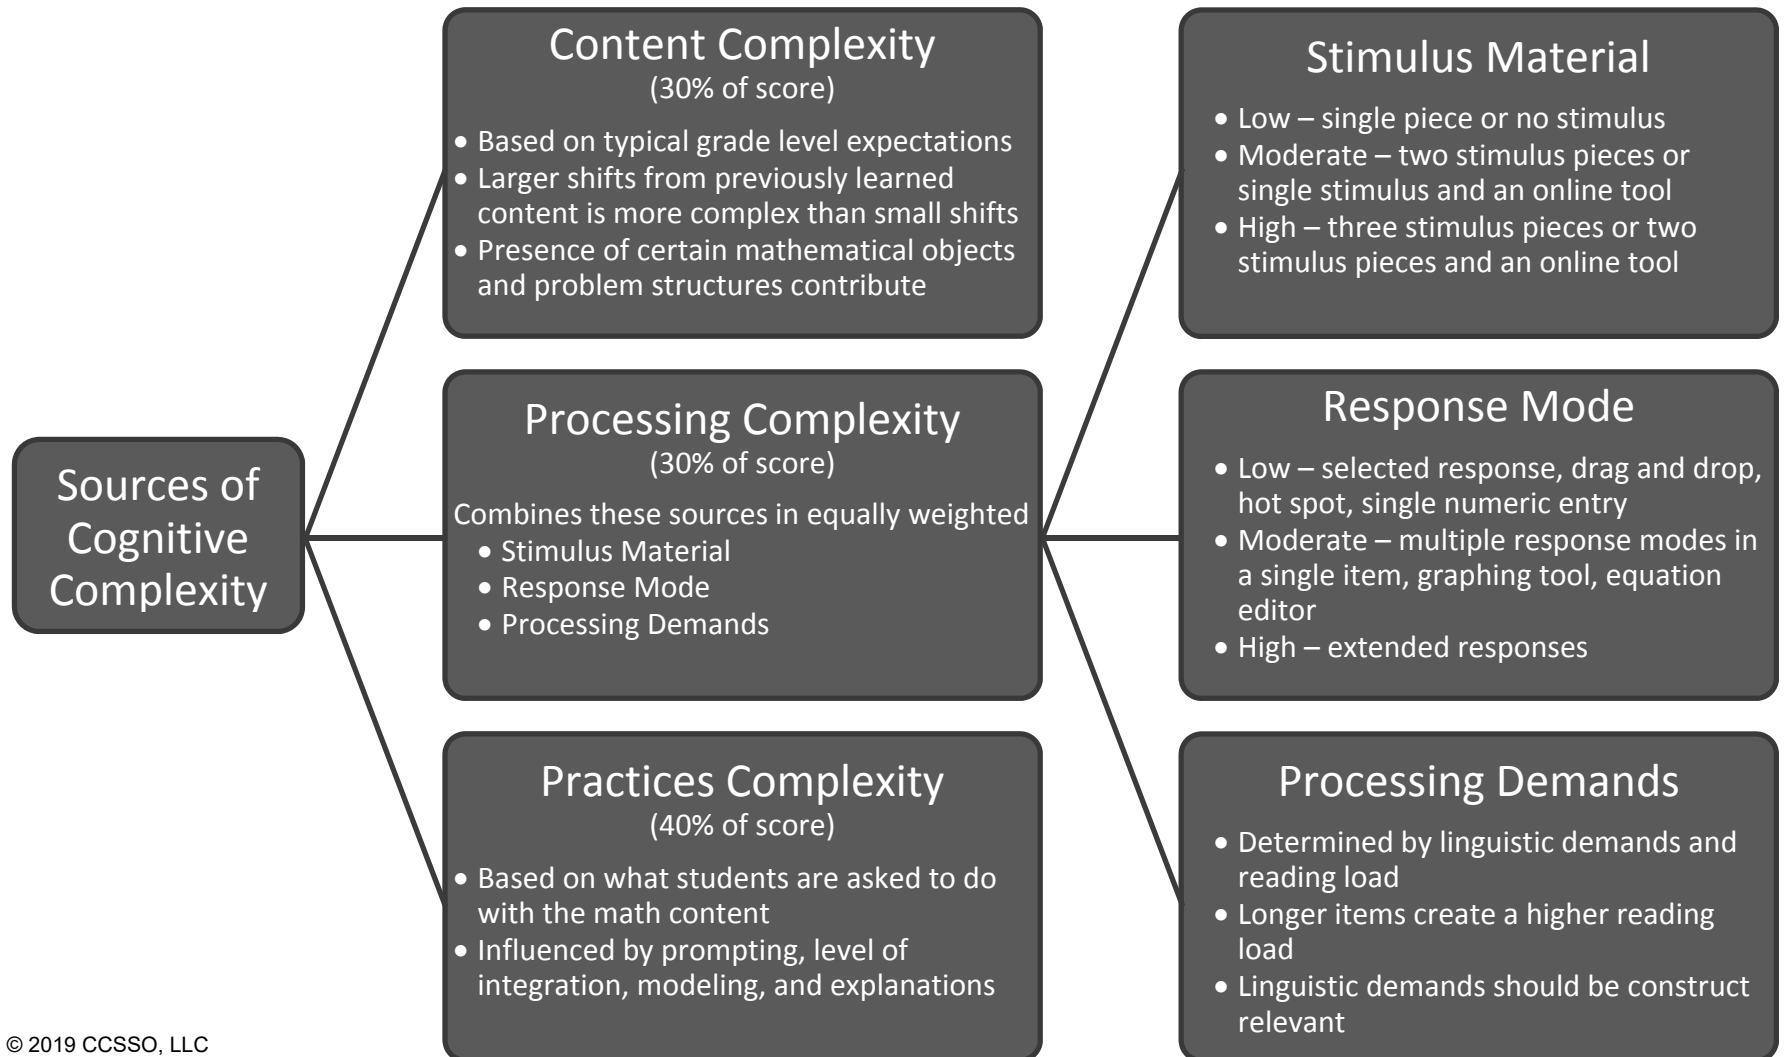 Sources of
Cognitive
Complexity
Content Complexity
(30% of score)
• Based on typical grade level expectations
• Larger shifts from previously learned
content is more complex than small shifts
• Presence of certain mathematical objects
and problem structures contribute
Processing Complexity
(30% of score)
Combines these sources in equally weighted
• Stimulus Material
• Response Mode
• Processing Demands
Practices Complexity
(40% of score)
• Based on what students are asked to do
with the math content
• Influenced by prompting, level of
integration, modeling, and explanations
Stimulus Material
• Low – single piece or no stimulus
• Moderate – two stimulus pieces or
single stimulus and an online tool
• High – three stimulus pieces or two
stimulus pieces and an online tool
Response Mode
• Low – selected response, drag and drop,
hot spot, single numeric entry
• Moderate – multiple response modes in
a single item, graphing tool, equation
editor
• High – extended responses
Processing Demands
• Determined by linguistic demands and
reading load
• Longer items create a higher reading
load
• Linguistic demands should be construct
relevant
© 2019 CCSSO, LLC